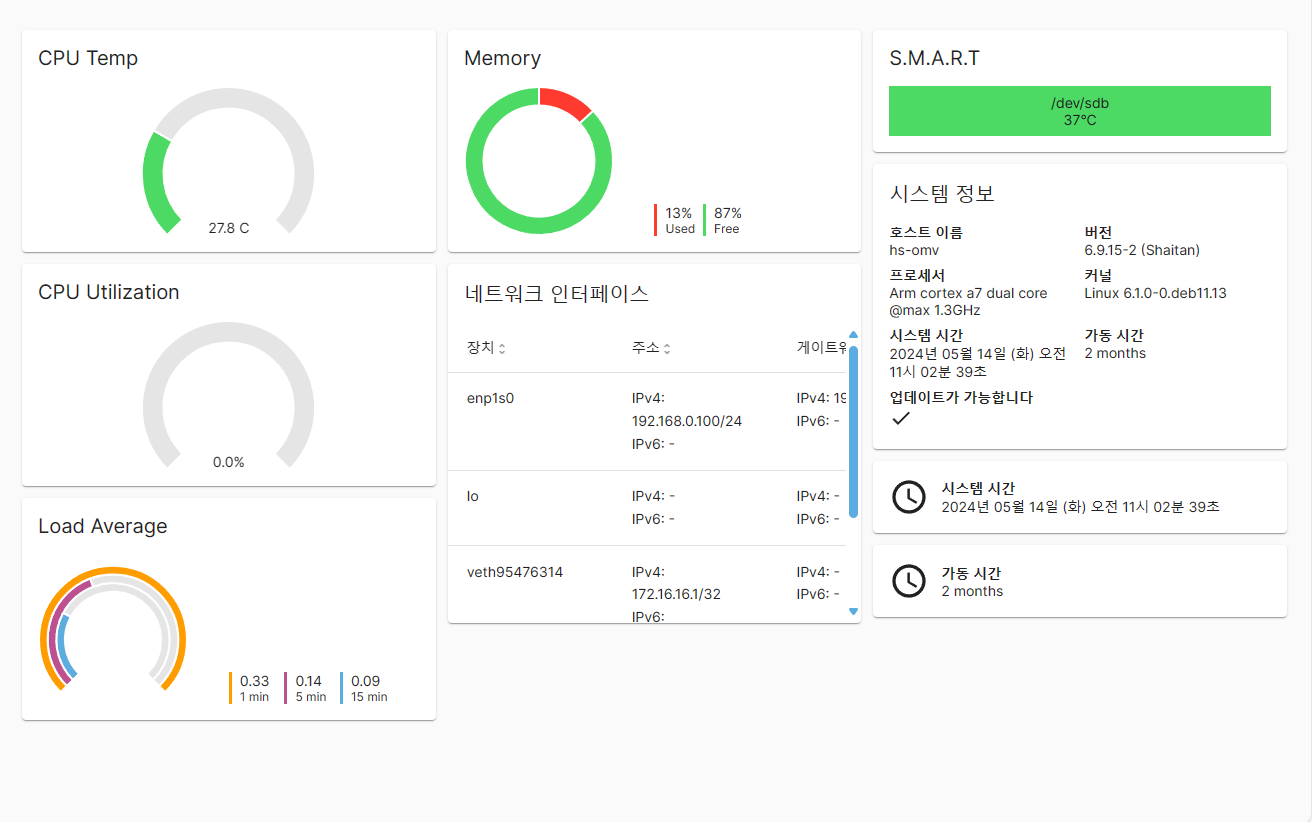 CPU Temp
27.8 C
CPU Utilization
0.0%
Load Average
0.33
1 min
0.14
5 min
0.09
15 min
Memory
13%
Used
87%
Free
네트워크 인터페이스
장치 주소
enp1s0 IPv4: IPv4:
192.168.0.100/24 IPv6: -
IPv6: -
lo IPv4: - IPv4: -
IPv6: - IPv6: -
veth95476314 IPv4: IPv4: -
172.16.16.1/32 IPv6: -
IPv6:
S.M.A.R.T
/dev/sdb
37°C
시스템 정보
호스트 이름
hs-omv
버전
6.9.15-2 (Shaitan)
프로세서
Arm cortex a7 dual core
@max 1.3GHz
커널
Linux 6.1.0-0.deb11.13
시스템 시간
2024년 05월 14일 (화) 오전
11시 02분 39초
가동 시간
2 months
업데이트가 가능합니다
시스템 시간
2024년 05월 14일 (화) 오전 11시 02분 39초
가동 시간
2 months